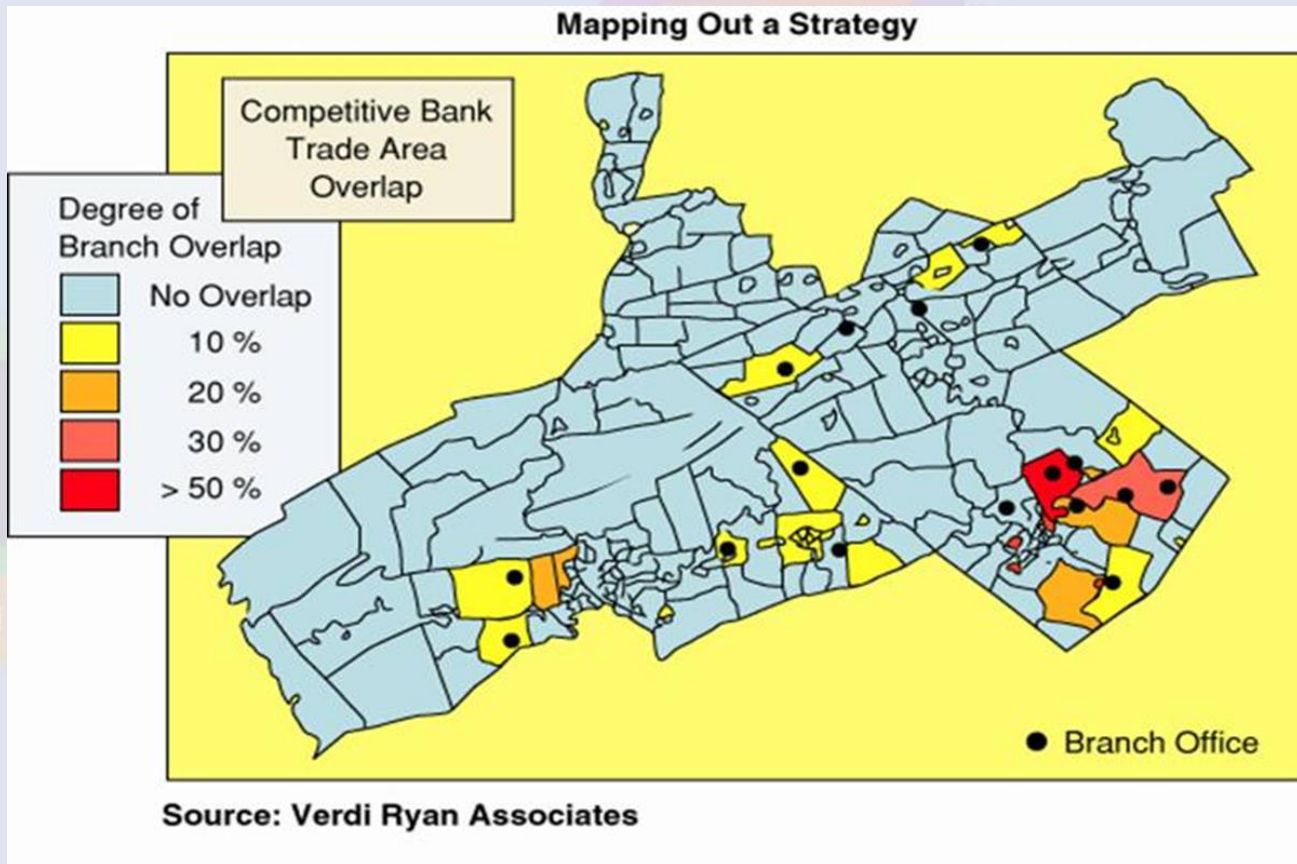 Mapping Out a Strategy
Competitive Bank
Trade Area
Overlap
Degree of
Branch Overlap
No Overlap
10 %
20 %
30 %
> 50 %
Branch Office
Source: Verdi Ryan Associates